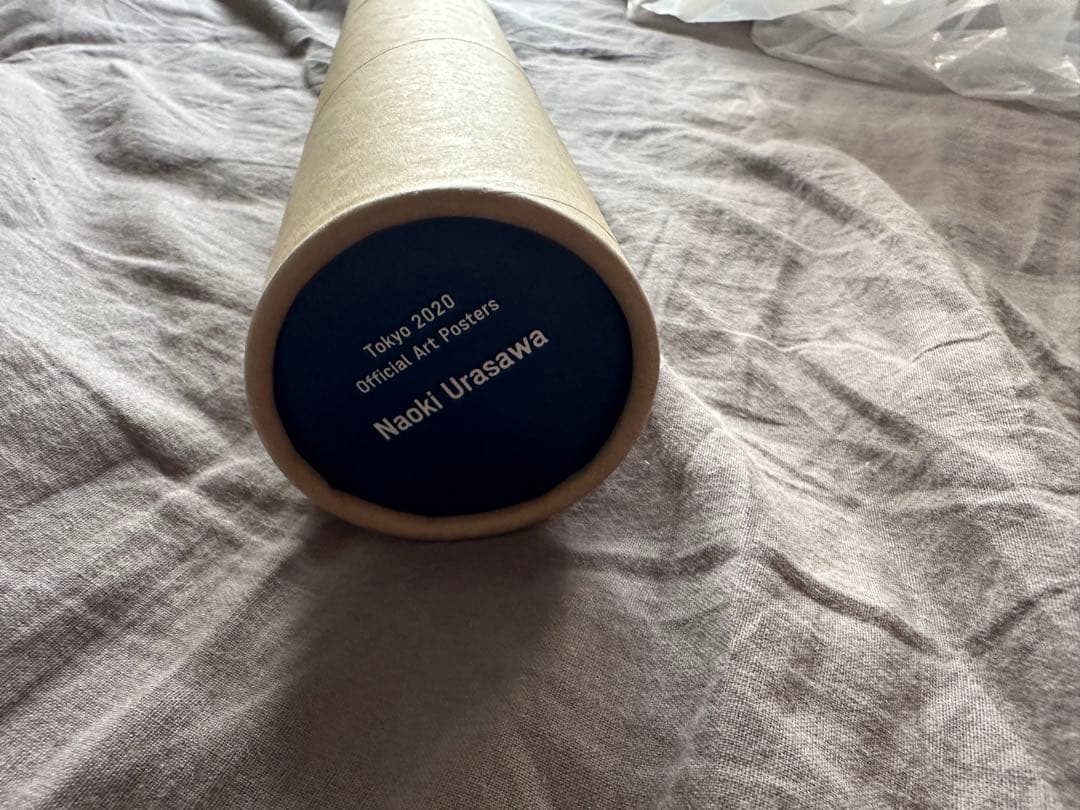 Tokyo 2020
Official Art Posters
Naoki Urasawa